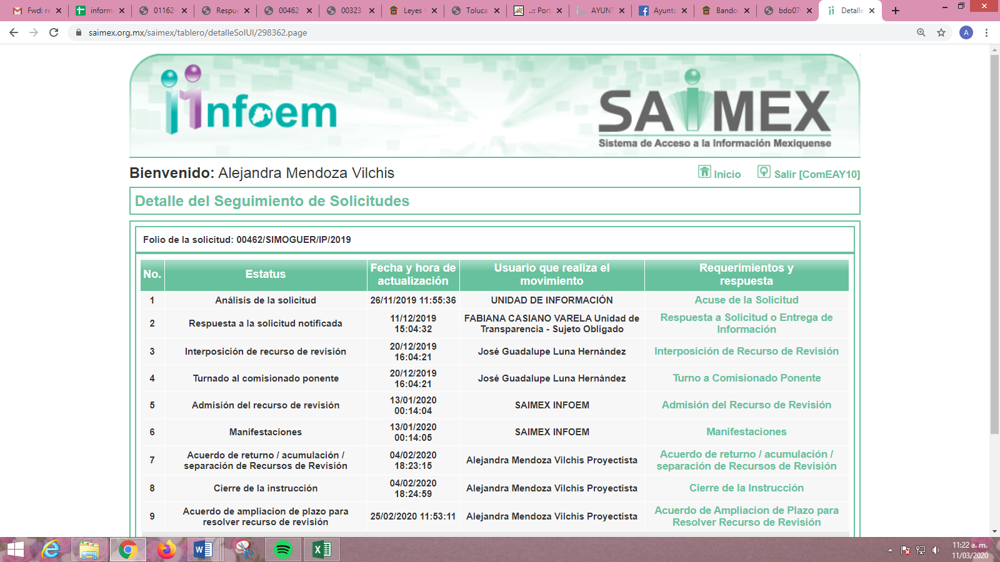 Fwd: re
inform
01162-
Respue
00462
00323
Leyes V
Toluca
..:: Port
AYUNT
Ayunta
Bandos
bdo07
Detalle
saimex.org.mx/saimex/tablero/detalleSolUI/298362.page
A
infoem
SAIMEX
Sistema de Acceso a la Información Mexiquense
Bienvenido: Alejandra Mendoza Vilchis
Inicio
Salir [ComEAY10]
Detalle del Seguimiento de Solicitudes
Folio de la solicitud: 00462/SIMOGUER/IP/2019
No. Estatus Fecha y hora de actualización Usuario que realiza el movimiento Requerimientos y respuesta
1 Análisis de la solicitud 26/11/2019 11:55:36 UNIDAD DE INFORMACIÓN Acuse de la Solicitud
2 Respuesta a la solicitud notificada 11/12/2019 15:04:32 FABIANA CASIANO VARELA Unidad de Transparencia - Sujeto Obligado Respuesta a Solicitud o Entrega de Información
3 Interposición de recurso de revisión 20/12/2019 16:04:21 José Guadalupe Luna Hernández Interposición de Recurso de Revisión
4 Turnado al comisionado ponente 20/12/2019 16:04:21 José Guadalupe Luna Hernández Turno a Comisionado Ponente
5 Admisión del recurso de revisión 13/01/2020 00:14:04 SAIMEX INFOEM Admisión del Recurso de Revisión
6 Manifestaciones 13/01/2020 00:14:05 SAIMEX INFOEM Manifestaciones
7 Acuerdo de returno / acumulación / separación de Recursos de Revisión 04/02/2020 18:23:15 Alejandra Mendoza Vilchis Proyectista Acuerdo de returno / acumulación / separación de Recursos de Revisión
8 Cierre de la instrucción 04/02/2020 18:24:59 Alejandra Mendoza Vilchis Proyectista Cierre de la Instrucción
9 Acuerdo de ampliacion de plazo para resolver recurso de revisión 25/02/2020 11:53:11 Alejandra Mendoza Vilchis Proyectista Acuerdo de Ampliacion de Plazo para Resolver Recurso de Revisión
11:22 a. m.
11/03/2020